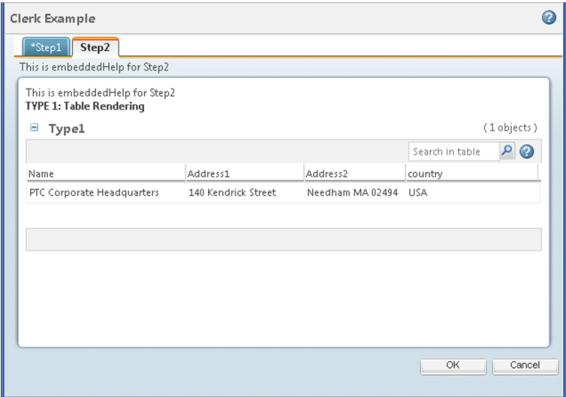 Clerk Example
*Step1 Step2
This is embeddedHelp for Step2
This is embeddedHelp for Step2
TYPE 1: Table Rendering
Type1 ( 1 objects )
Search in table
Name Address1 Address2 country
PTC Corporate Headquarters 140 Kendrick Street Needham MA 02494 USA
OK Cancel